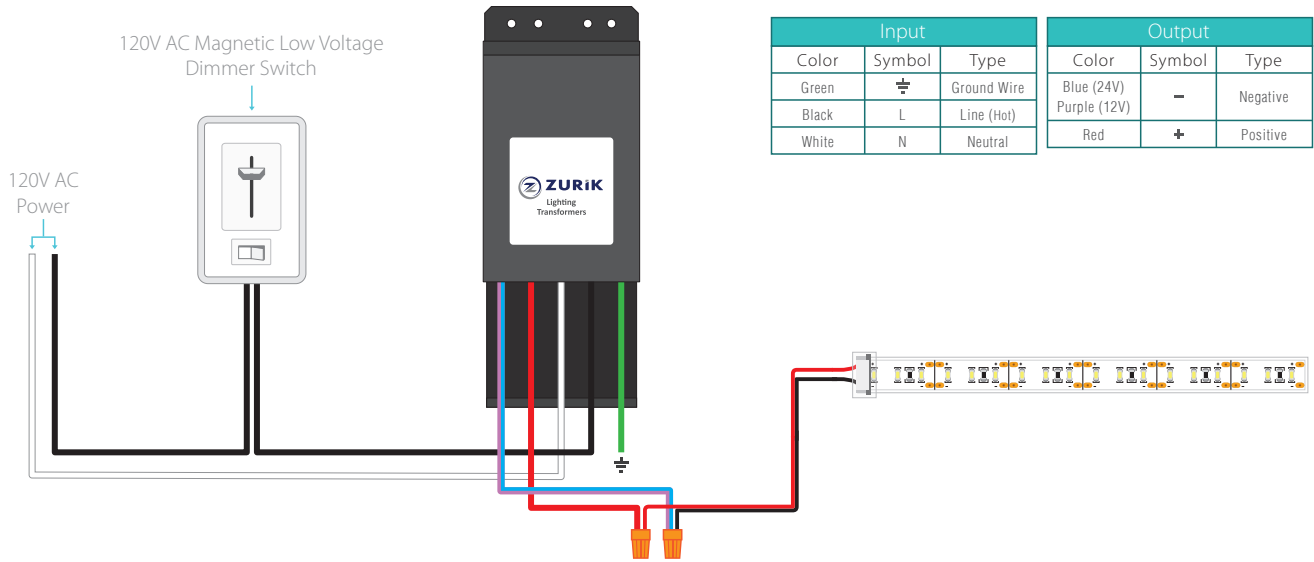 120V AC Magnetic Low Voltage
Dimmer Switch
120V AC
Power
ZURiK
Lighting
Transformers
Input
Color Symbol Type
Green Ground Wire
Black L Line (Hot)
White N Neutral
Output
Color Symbol Type
Blue (24V)
Purple (12V)
– Negative
Red + Positive